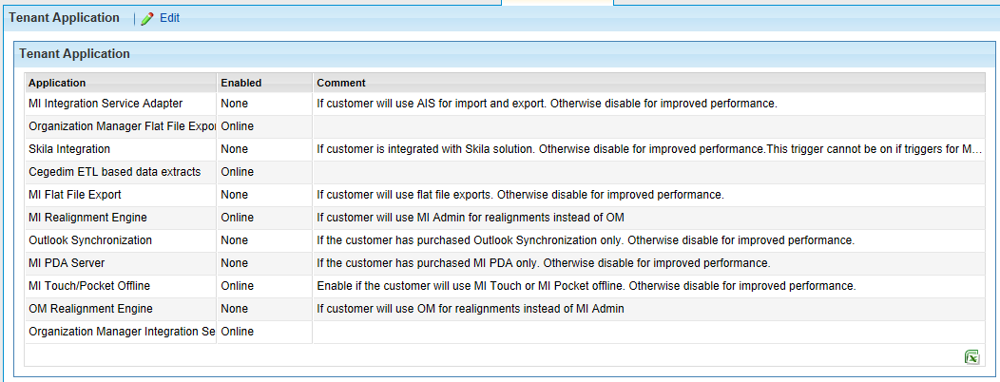 Tenant Application Edit
Tenant Application
Application Enabled Comment
MI Integration Service Adapter None If customer will use AIS for import and export. Otherwise disable for improved performance.
Organization Manager Flat File Expor Online
Skila Integration None If customer is integrated with Skila solution. Otherwise disable for improved performance.This trigger cannot be on if triggers for M...
Cegedim ETL based data extracts Online
MI Flat File Export None If customer will use flat file exports. Otherwise disable for improved performance.
MI Realignment Engine Online If customer will use MI Admin for realignments instead of OM
Outlook Synchronization None If the customer has purchased Outlook Synchronization only. Otherwise disable for improved performance.
MI PDA Server None If the customer has purchased MI PDA only. Otherwise disable for improved performance.
MI Touch/Pocket Offline Online Enable if the customer will use MI Touch or MI Pocket offline. Otherwise disable for improved performance.
OM Realignment Engine None If customer will use OM for realignments instead of MI Admin
Organization Manager Integration Se Online